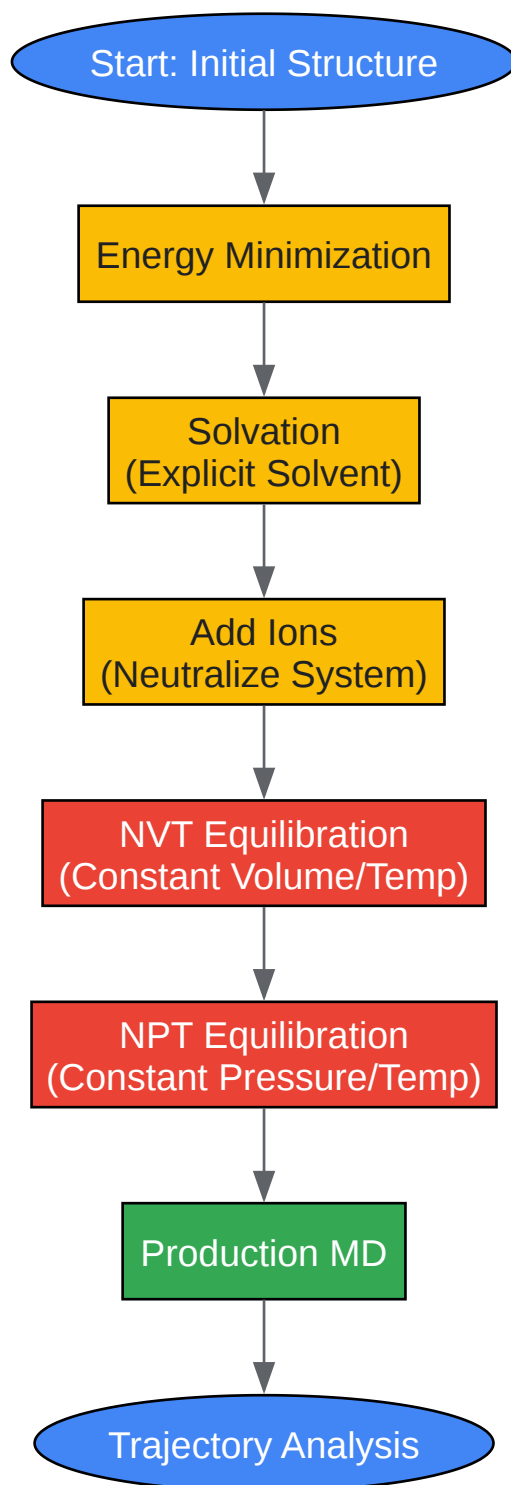 Start: Initial Structure
Energy Minimization
Solvation
(Explicit Solvent)
Add Ions
(Neutralize System)
NVT Equilibration
(Constant Volume/Temp)
NPT Equilibration
(Constant Pressure/Temp)
Production MD
Trajectory Analysis